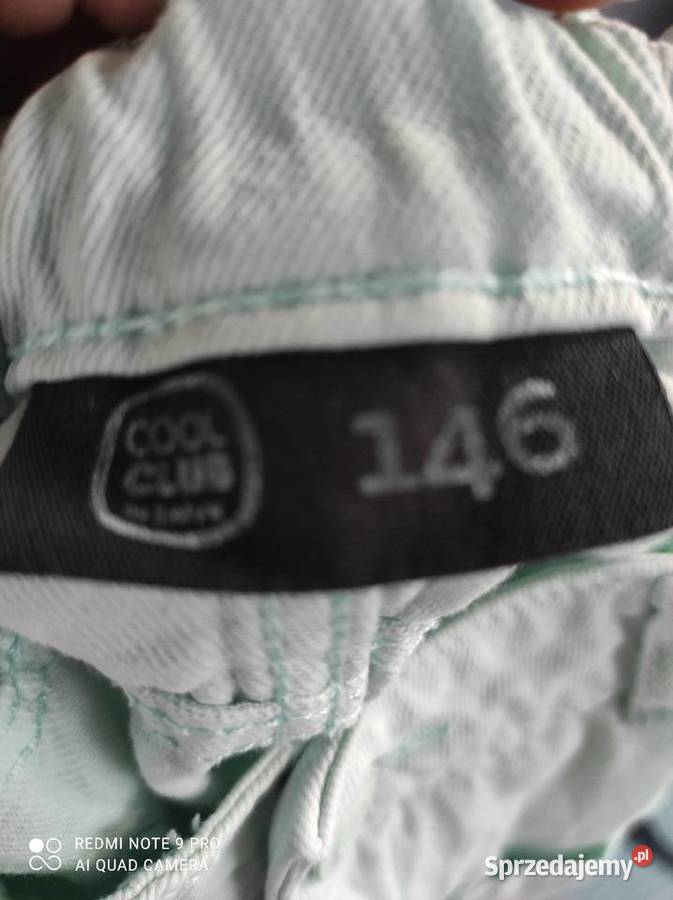 COOL
CLUB
146
REDMI NOTE 9 PRO
AI QUAD CAMERA
Sprzedajemy.pl